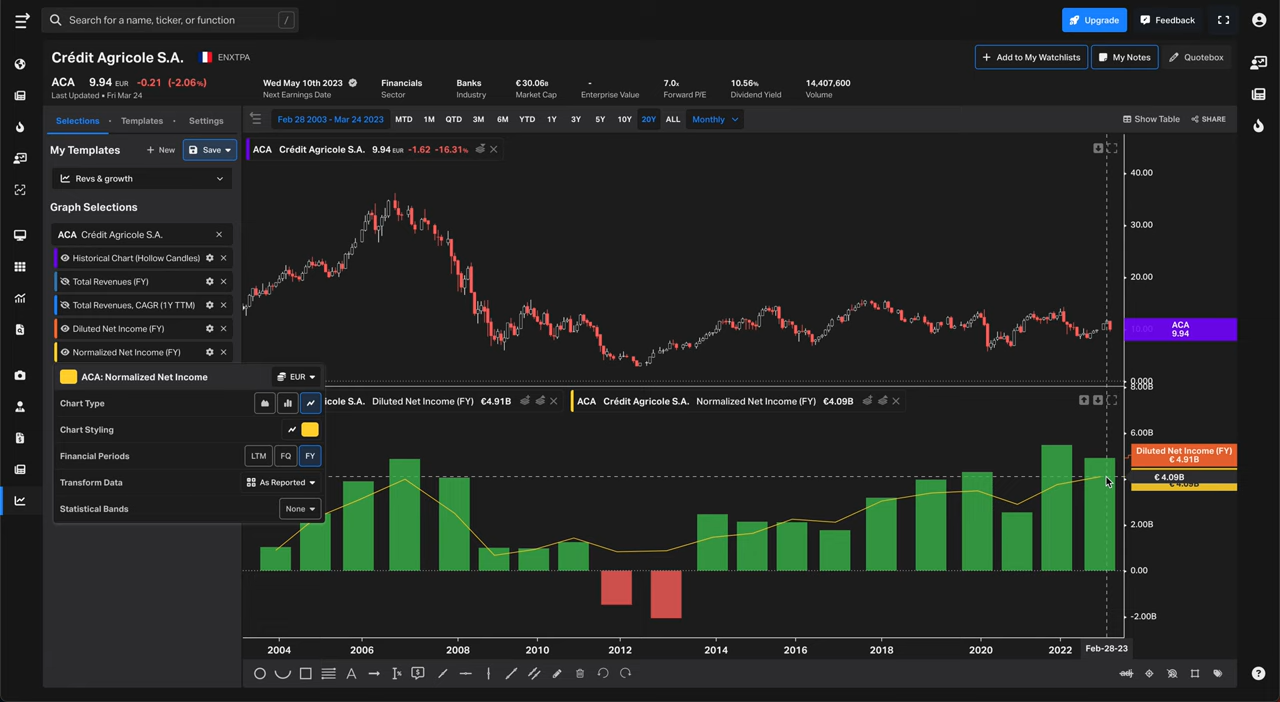 Search for a name, ticker, or function /
Upgrade
Feedback
Crédit Agricole S.A. ENXTPA
+ Add to My Watchlists
My Notes
Quotebox
ACA 9.94 EUR -0.21 (-2.06%)
Last Updated • Fri Mar 24
Wed May 10th 2023
Next Earnings Date
Financials
Sector
Banks
Industry
€30.06B
Market Cap
-
Enterprise Value
7.0x
Forward P/E
10.56%
Dividend Yield
14,407,600
Volume
Selections • Templates • Settings
Feb 28 2003 - Mar 24 2023 MTD 1M QTD 3M 6M YTD 1Y 3Y 5Y 10Y 20Y ALL Monthly
Show Table
SHARE
My Templates + New Save
Revs & growth
Graph Selections
ACA Crédit Agricole S.A.
Historical Chart (Hollow Candles)
Total Revenues (FY)
Total Revenues, CAGR (1Y TTM)
Diluted Net Income (FY)
Normalized Net Income (FY)
ACA: Normalized Net Income EUR
Chart Type
Chart Styling
Financial Periods LTM FQ FY
Transform Data As Reported
Statistical Bands None
ACA Crédit Agricole S.A. 9.94 EUR -1.62 -16.31%
40.00
30.00
20.00
10.00
ACA
9.94
0.000
8.00B
ole S.A. Diluted Net Income (FY) €4.91B
ACA Crédit Agricole S.A. Normalized Net Income (FY) €4.09B
6.00B
Diluted Net Income (FY)
€ 4.91B
€ 4.09B
€ 4.09B
2.00B
0.00
-2.00B
2004 2006 2008 2010 2012 2014 2016 2018 2020 2022 Feb-28-23
A
?